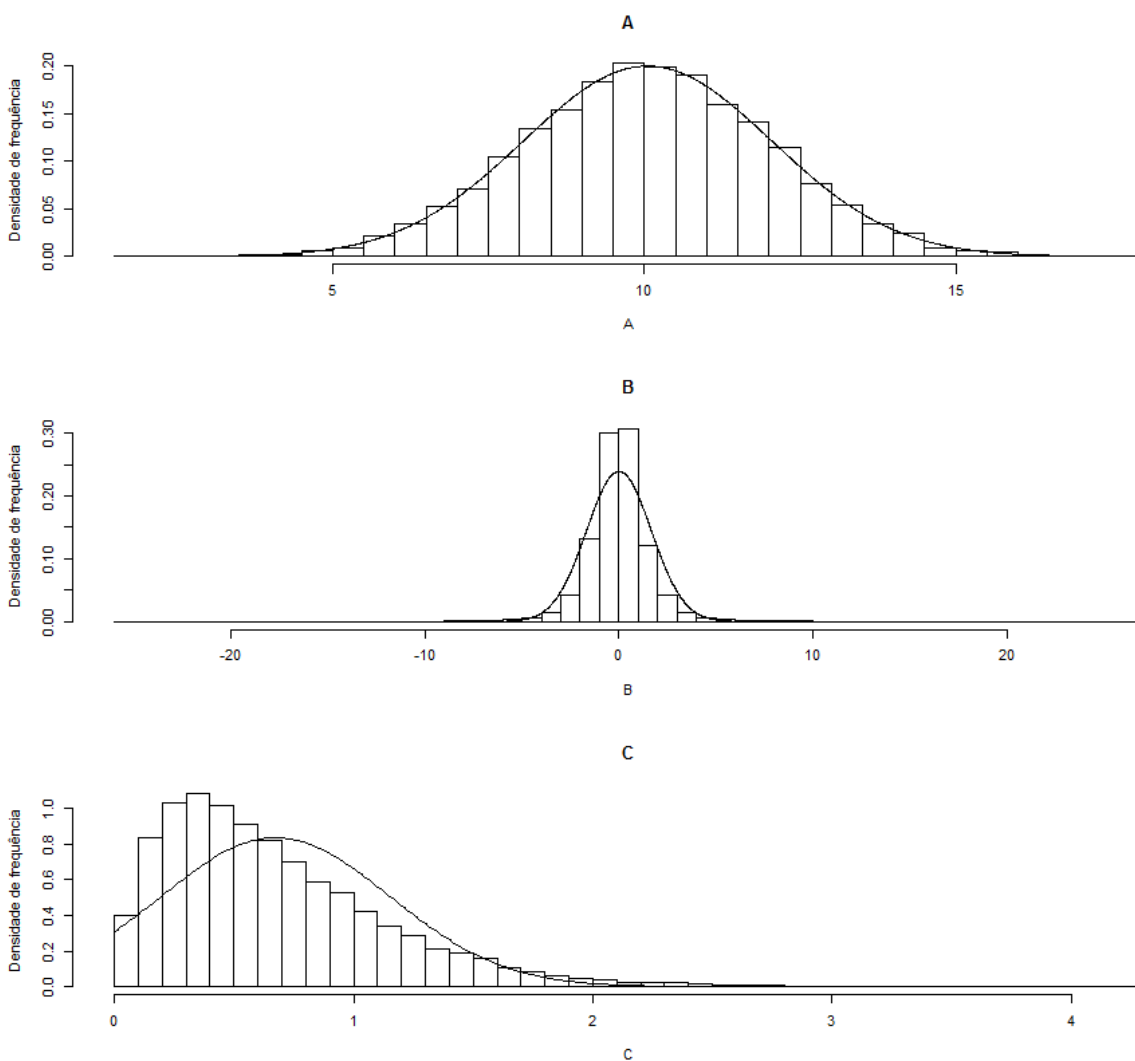 A
Densidade de frequência
0.00 0.05 0.10 0.15 0.20
5 10 15
A
B
Densidade de frequência
0.00 0.10 0.20 0.30
-20 -10 0 10 20
B
C
Densidade de frequência
0.0 0.2 0.4 0.6 0.8 1.0
0 1 2 3 4
C